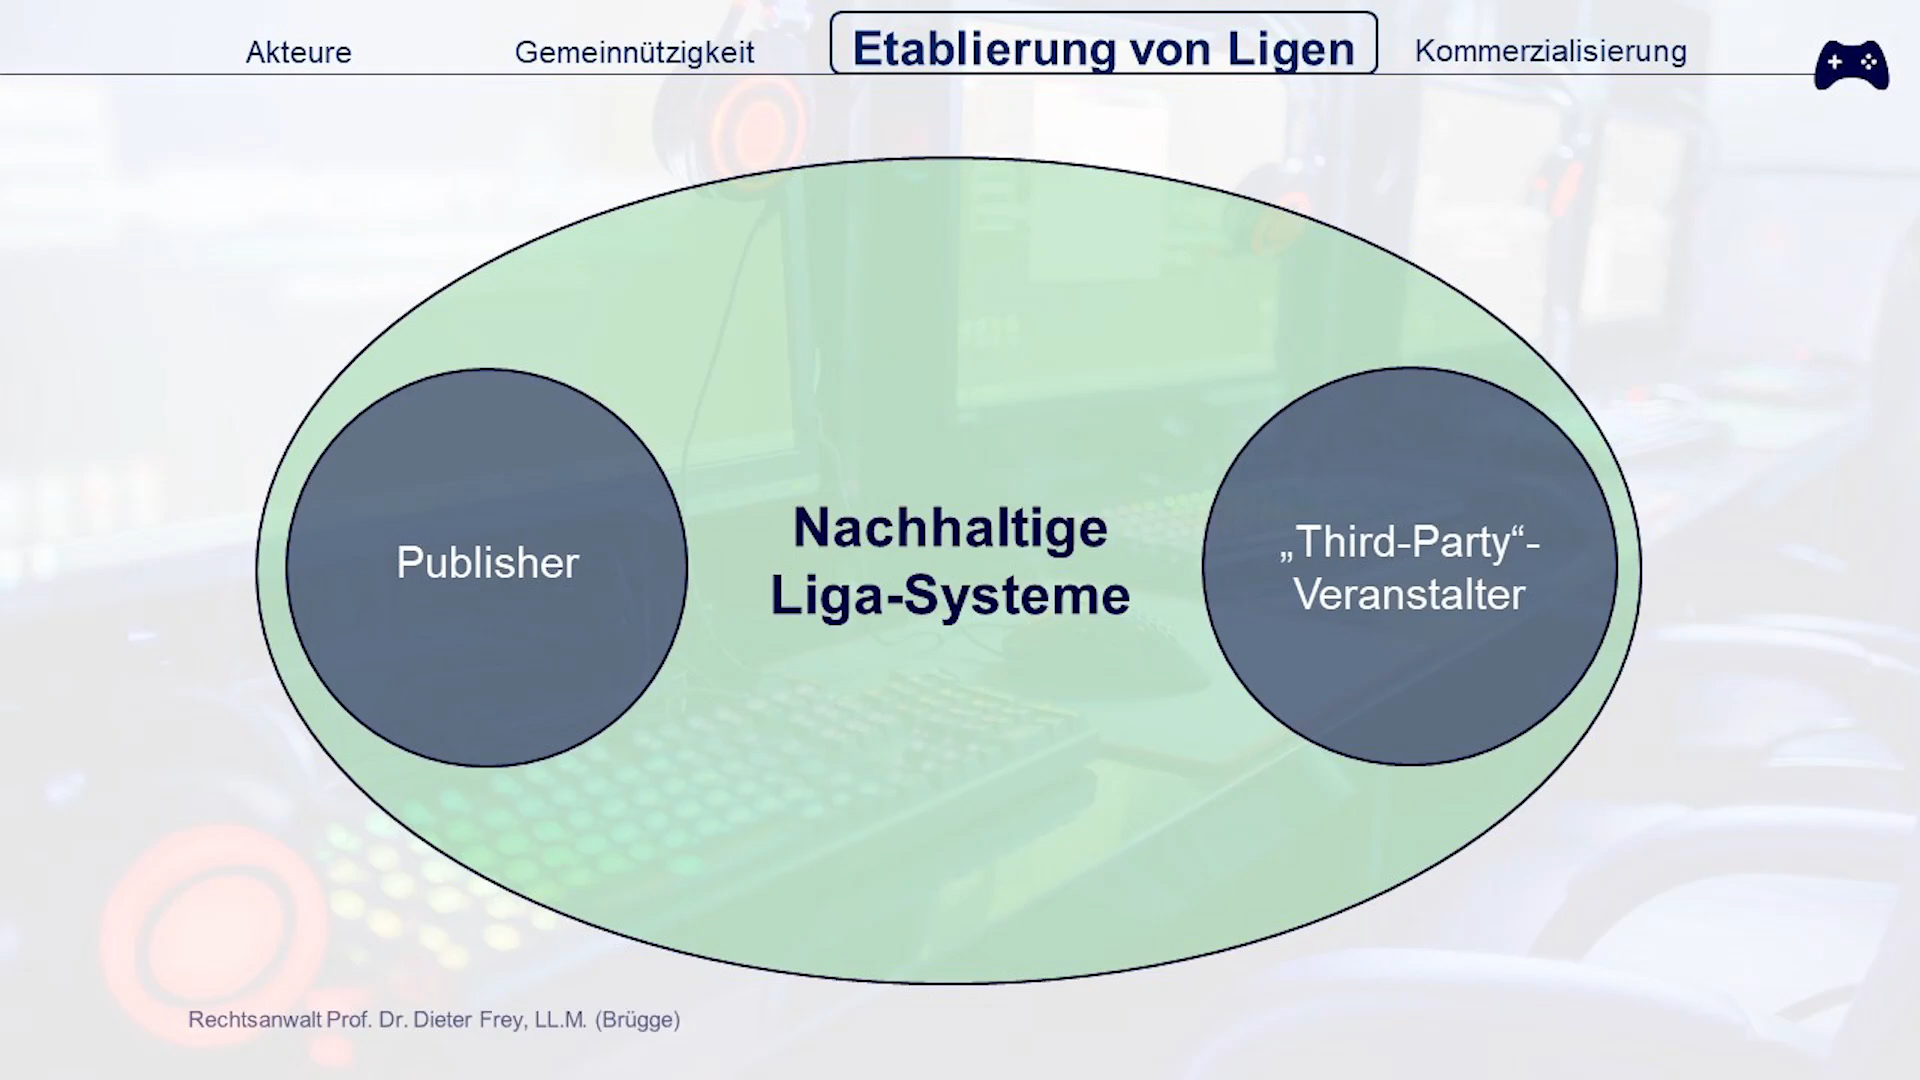 Akteure
Gemeinnützigkeit
Etablierung von Ligen
Kommerzialisierung
Publisher
Nachhaltige
Liga-Systeme
„Third-Party“-
Veranstalter
Rechtsanwalt Prof. Dr. Dieter Frey, LL.M. (Brügge)